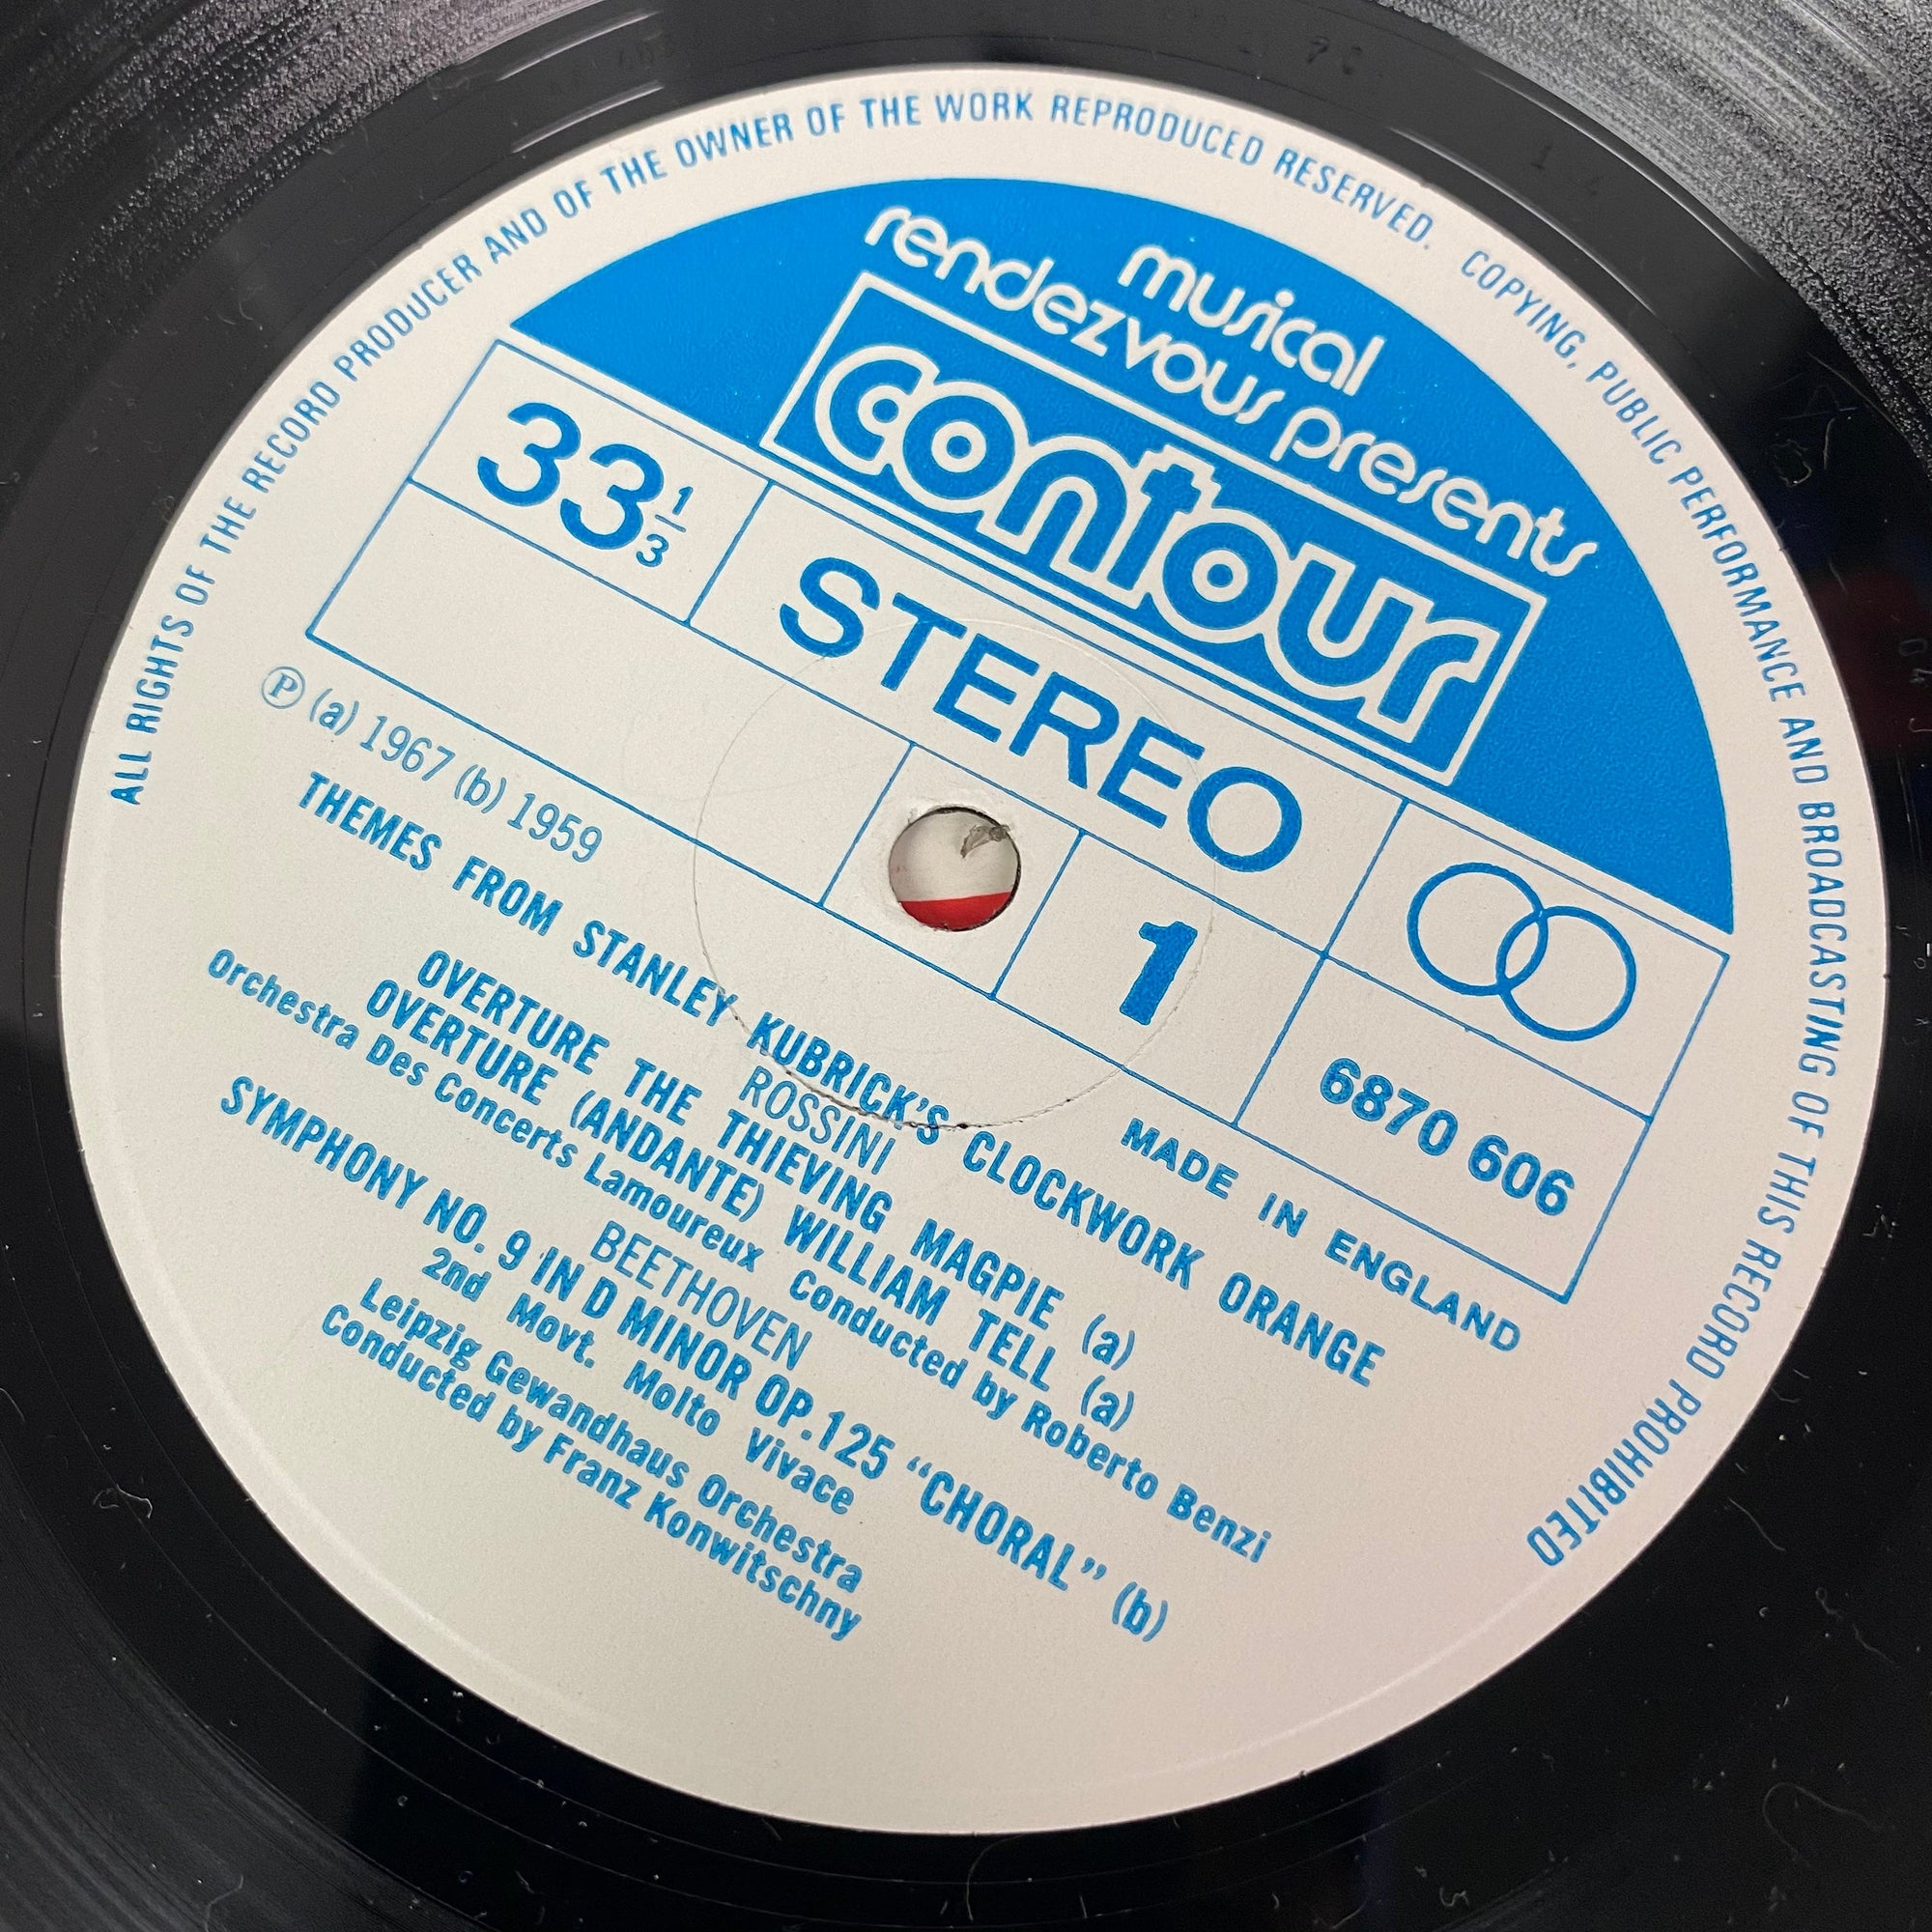 ALL RIGHTS OF THE RECORD PRODUCER AND OF THE OWNER OF THE WORK REPRODUCED RESERVED. COPYING, PUBLIC PERFORMANCE AND BROADCASTING OF THIS RECORD PROHIBITED
musical
rendezvous presents
contour
33 1/3
STEREO
1
6870 606
MADE IN ENGLAND
℗ (a) 1967 (b) 1959
THEMES FROM STANLEY KUBRICK'S CLOCKWORK ORANGE
ROSSINI
OVERTURE THE THIEVING MAGPIE (a)
OVERTURE (ANDANTE) WILLIAM TELL (a)
Orchestra Des Concerts Lamoureux Conducted by Roberto Benzi
BEETHOVEN
SYMPHONY NO. 9 IN D MINOR OP.125 “CHORAL” (b)
2nd Movt. Molto Vivace
Leipzig Gewandhaus Orchestra
Conducted by Franz Konwitschny